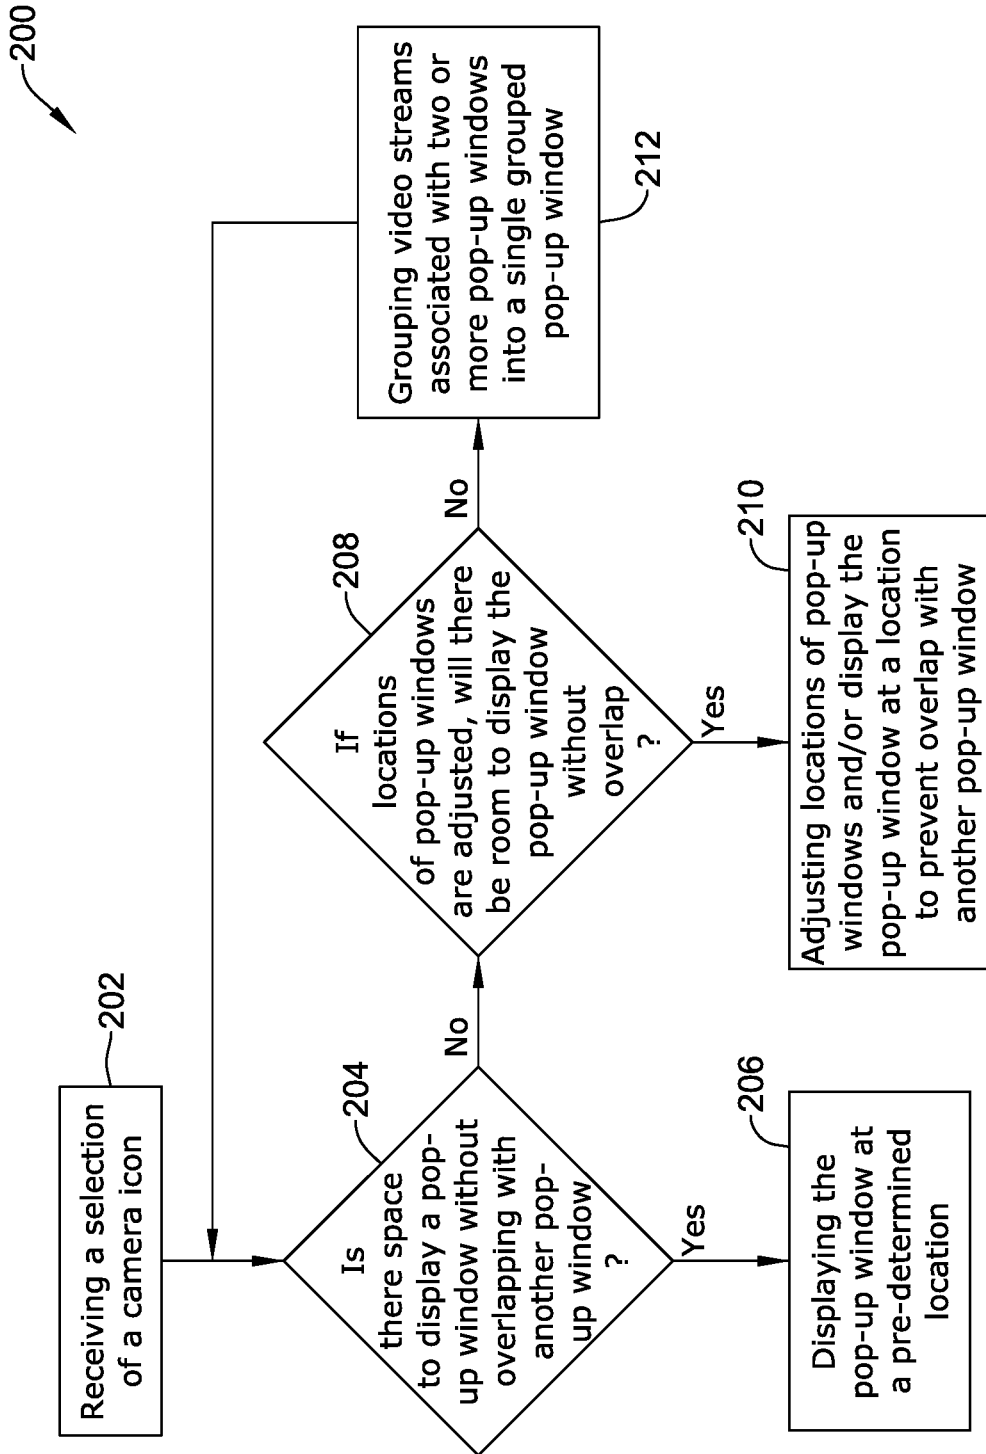 200
Receiving a selection
of a camera icon
202
Is
there space
to display a pop-
up window without
overlapping with
another pop-
up window
?
204
Yes
No
Displaying the
pop-up window at
a pre-determined
location
206
If
locations
of pop-up windows
are adjusted, will there
be room to display the
pop-up window
without
overlap
?
208
Yes
No
Adjusting locations of pop-up
windows and/or display the
pop-up window at a location
to prevent overlap with
another pop-up window
210
Grouping video streams
associated with two or
more pop-up windows
into a single grouped
pop-up window
212